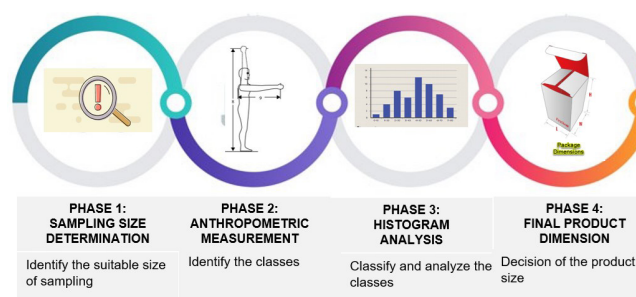 Package
Dimensions
PHASE 1:
SAMPLING SIZE
DETERMINATION
Identify the suitable size
of sampling
PHASE 2:
ANTHROPOMETRIC
MEASUREMENT
Identify the classes
PHASE 3:
HISTOGRAM
ANALYSIS
Classify and analyze the
classes
PHASE 4:
FINAL PRODUCT
DIMENSION
Decision of the product
size